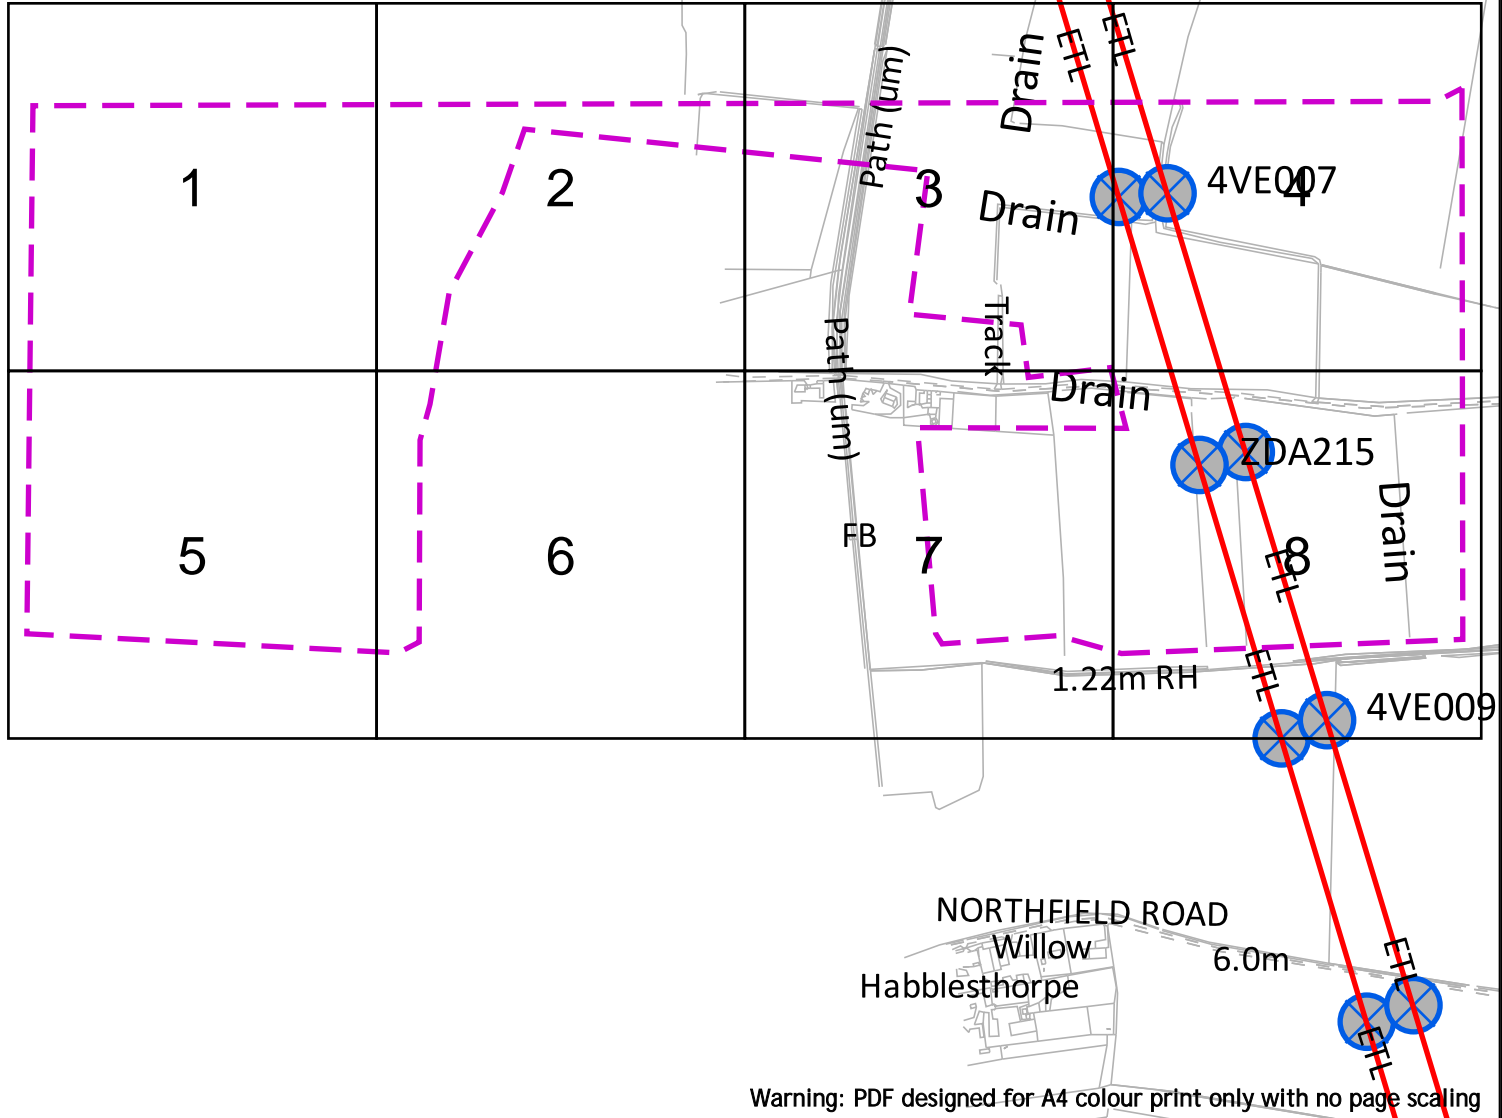 ETL
ETL
Drain
Path (um)
1
2
3
4VE007
4
Drain
Track
Path (um)
Drain
ZDA215
Drain
FB
5
6
7
8
ETL
ETL
1.22m RH
4VE009
NORTHFIELD ROAD
Willow
6.0m
ETL
Habblesthorpe
ETL
Warning: PDF designed for A4 colour print only with no page scaling